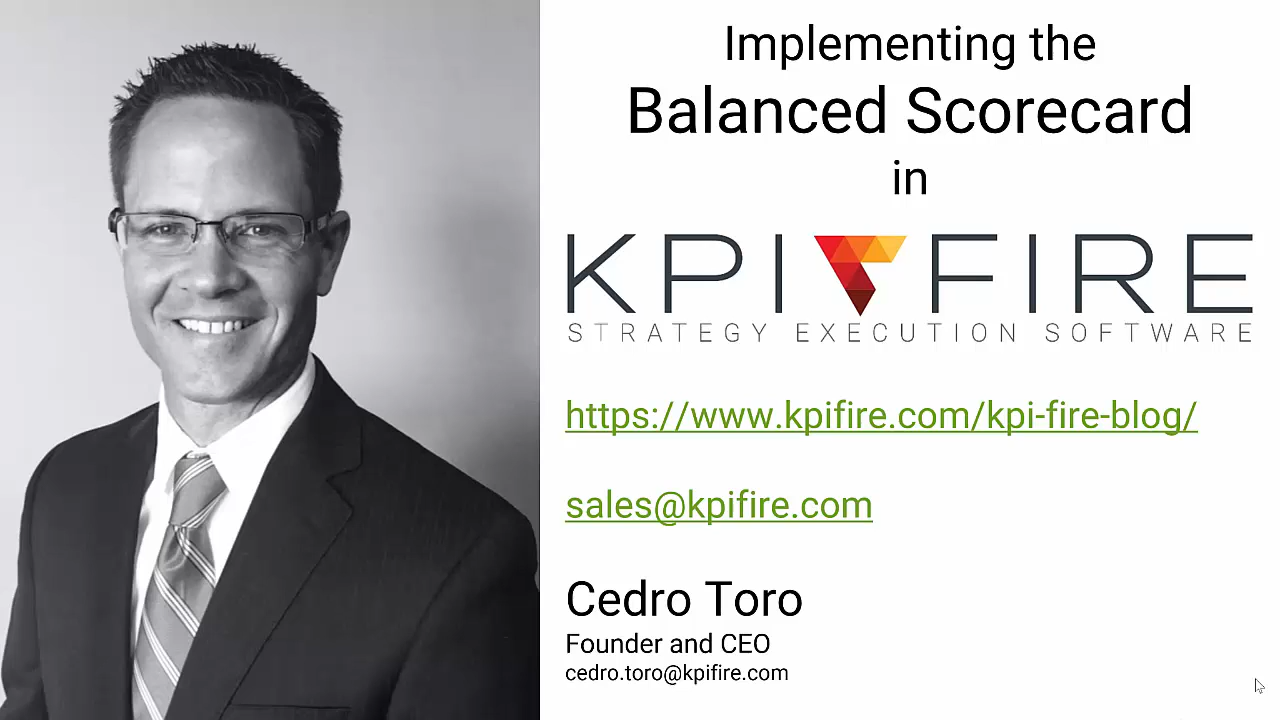 Implementing the
Balanced Scorecard
in
KPI FIRE
STRATEGY EXECUTION SOFTWARE
https://www.kpifire.com/kpi-fire-blog/
sales@kpifire.com
Cedro Toro
Founder and CEO
cedro.toro@kpifire.com